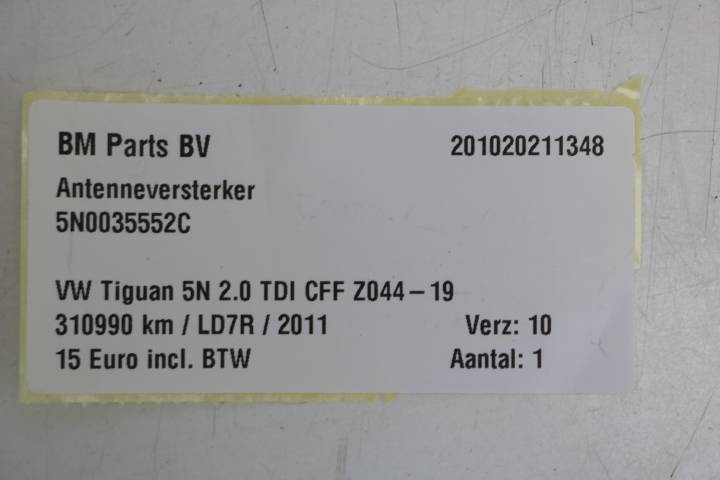 BM Parts BV 201020211348
Antenneversterker
5N0035552C
VW Tiguan 5N 2.0 TDI CFF Z044-19
310990 km / LD7R / 2011 Verz: 10
15 Euro incl. BTW Aantal: 1